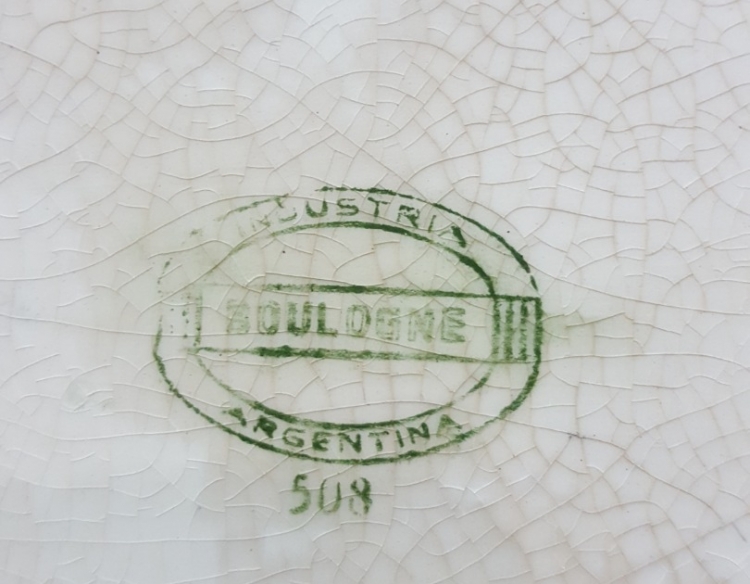 INDUSTRIA
BOULOGNE
ARGENTINA
508